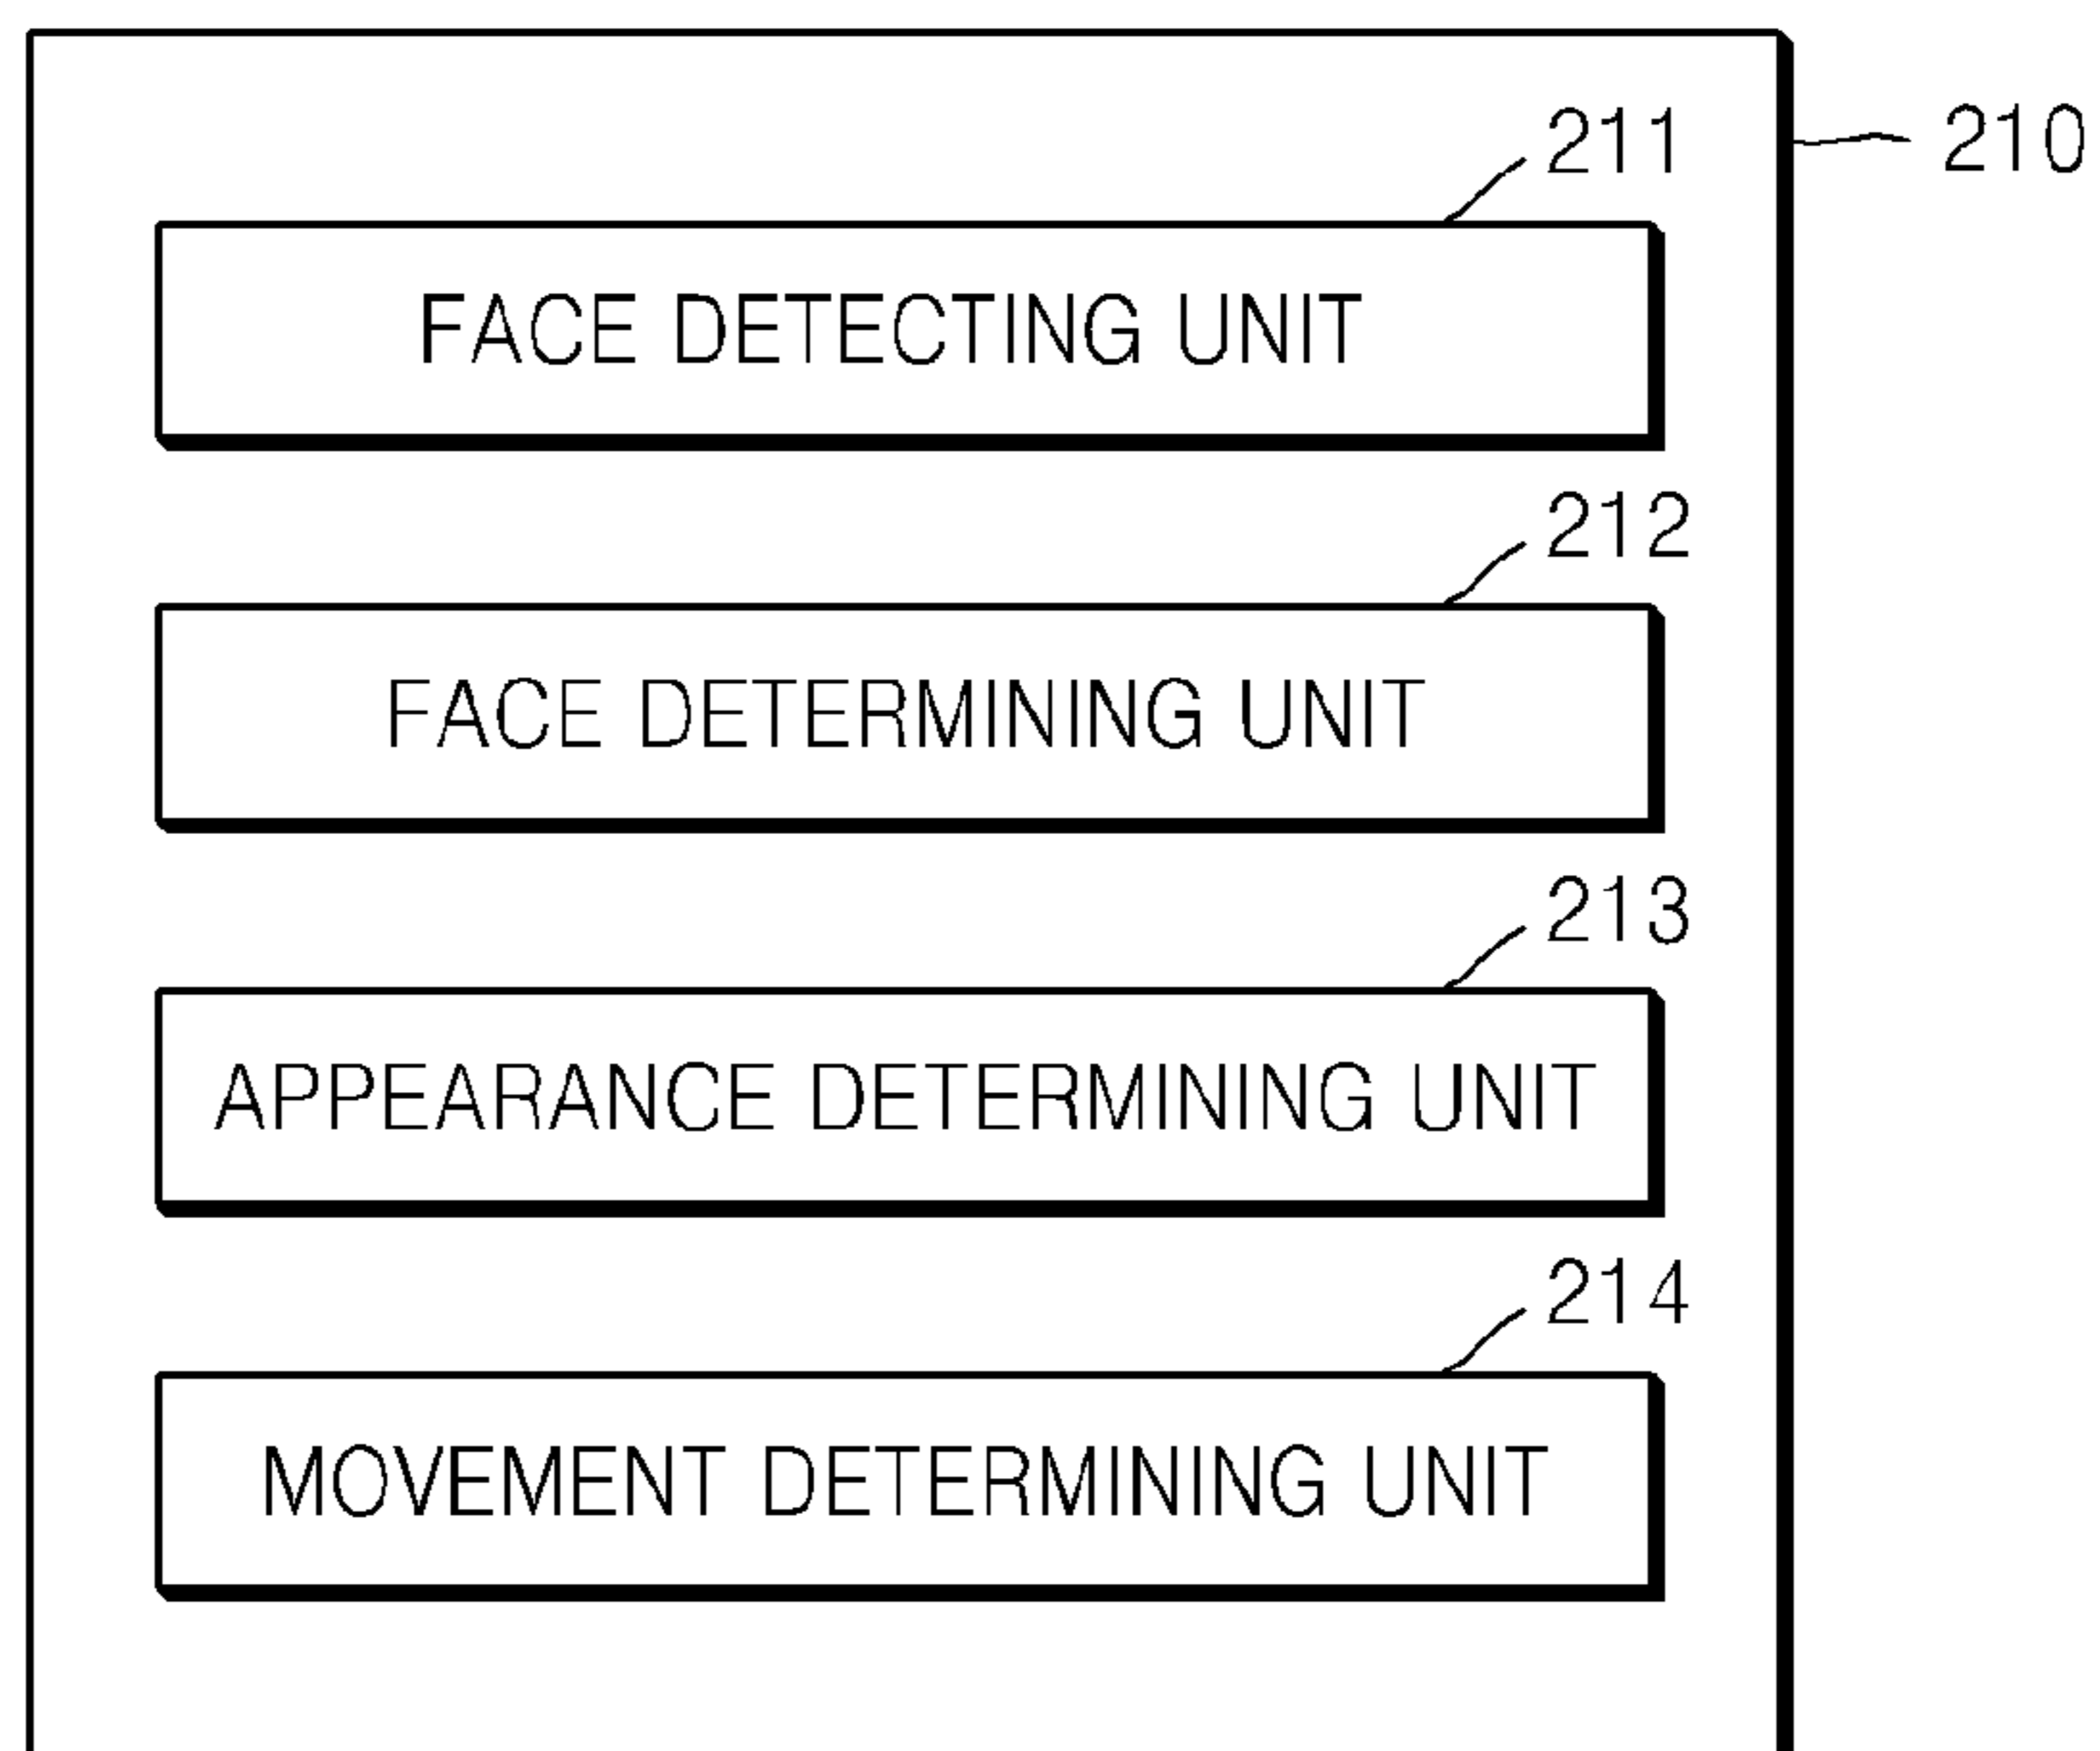 211
210
FACE DETECTING UNIT
212
FACE DETERMINING UNIT
213
APPEARANCE DETERMINING UNIT
214
MOVEMENT DETERMINING UNIT